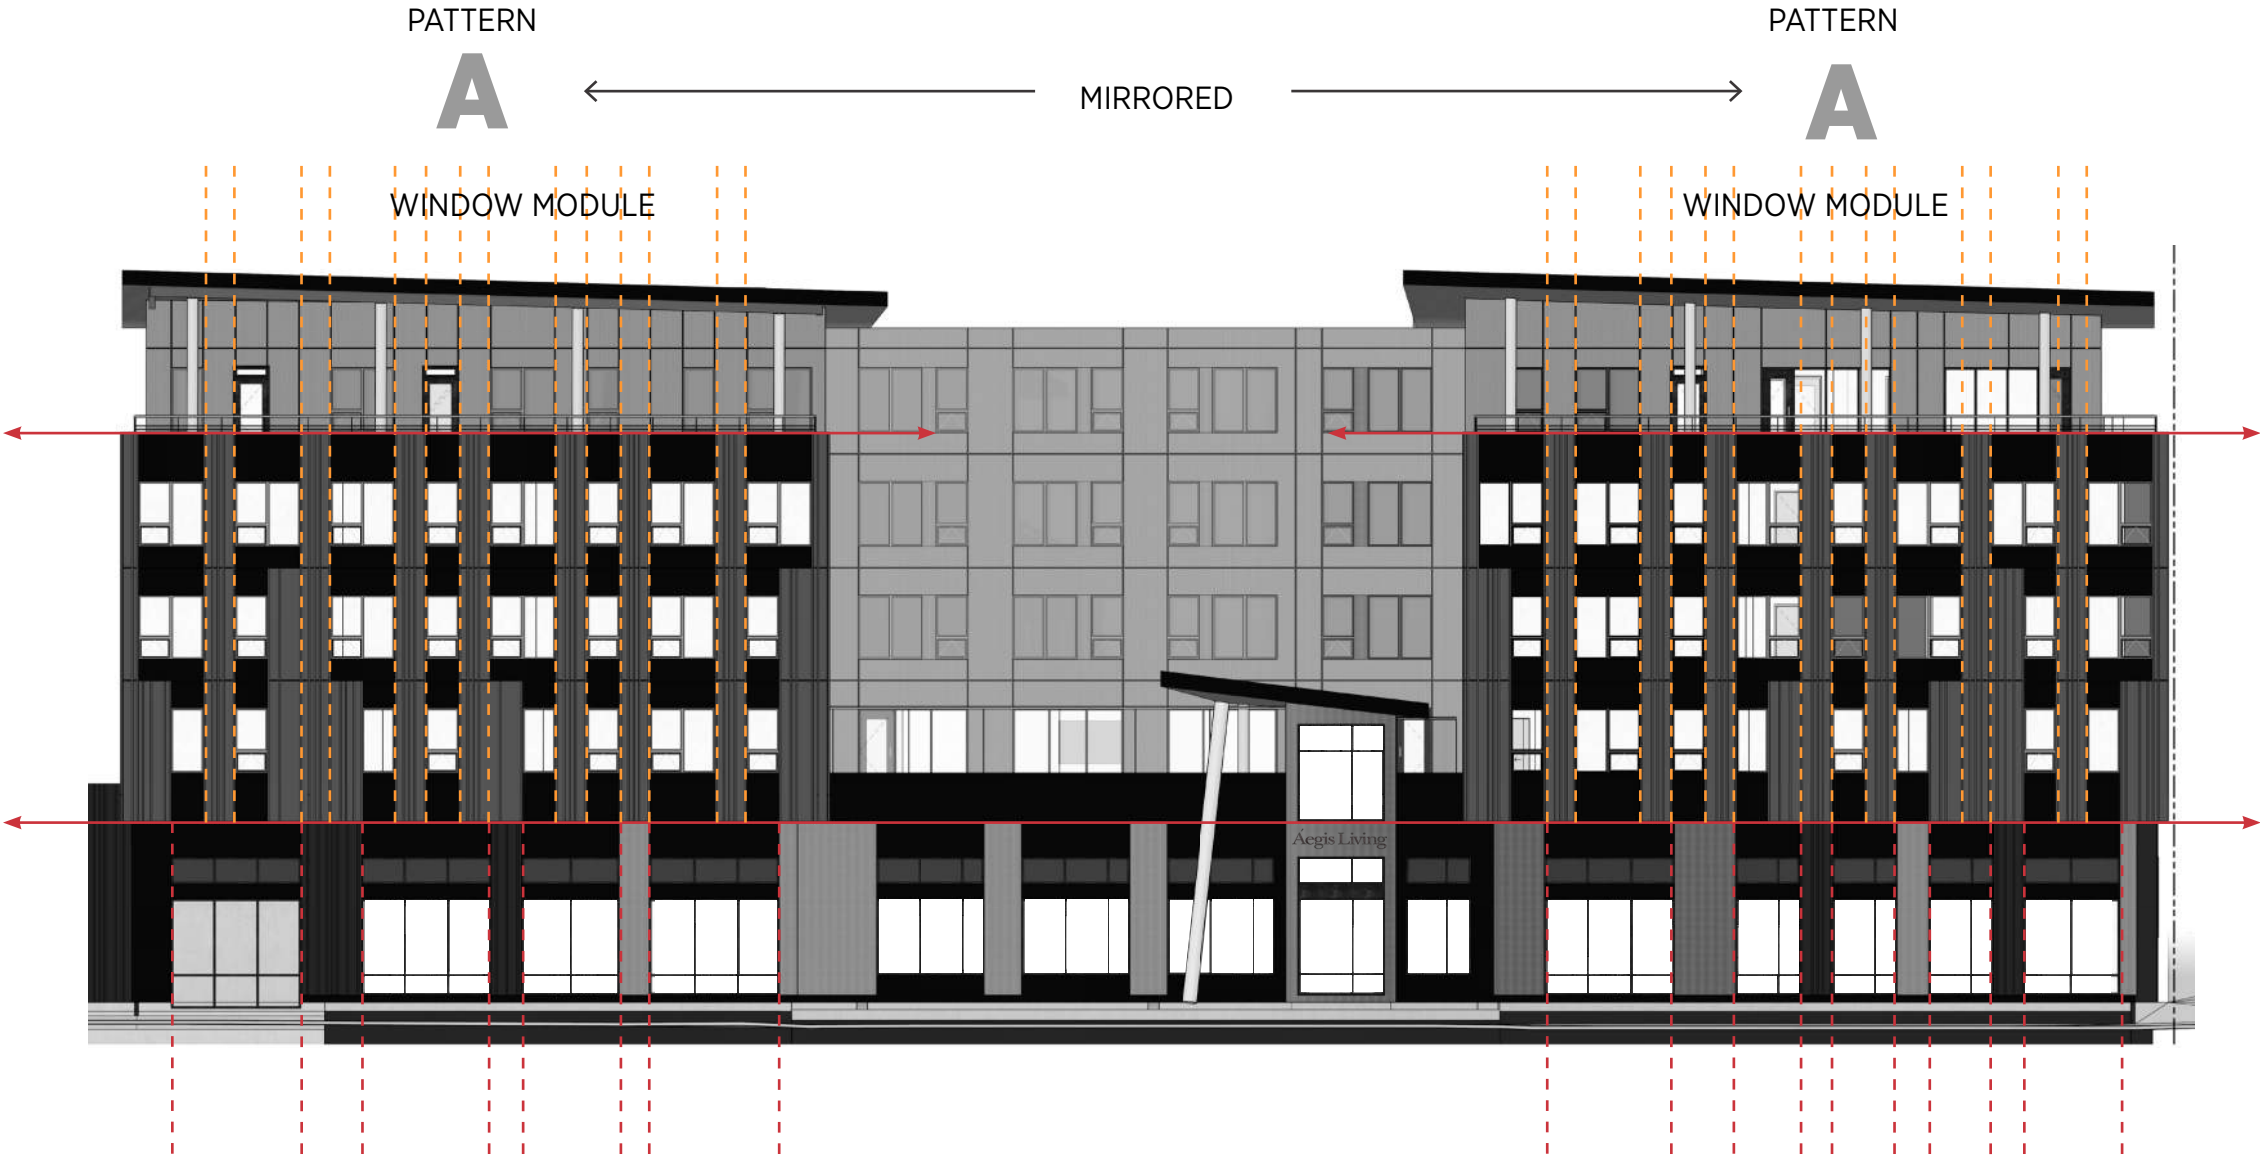 PATTERN
PATTERN
A
A
MIRRORED
WINDOW MODULE
WINDOW MODULE
Aegis Living